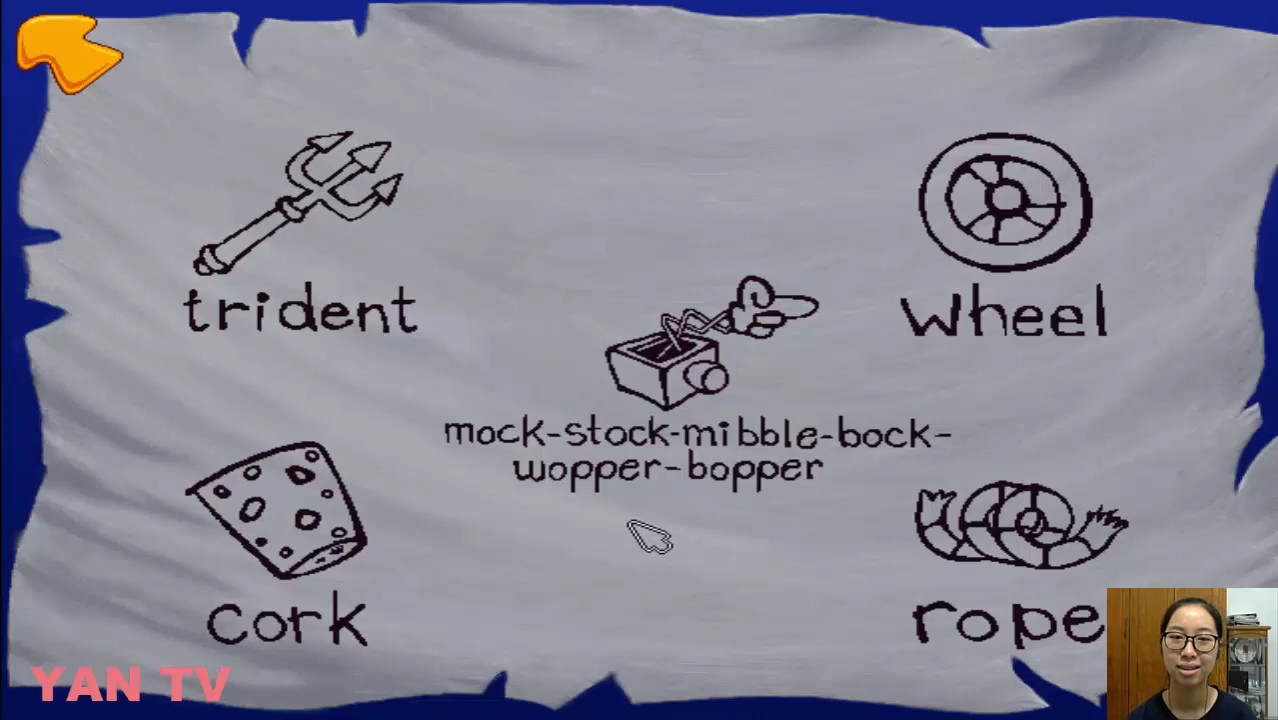 trident
wheel
mock-stock-mibble-bock-
wopper-bopper
cork
rope
YAN TV